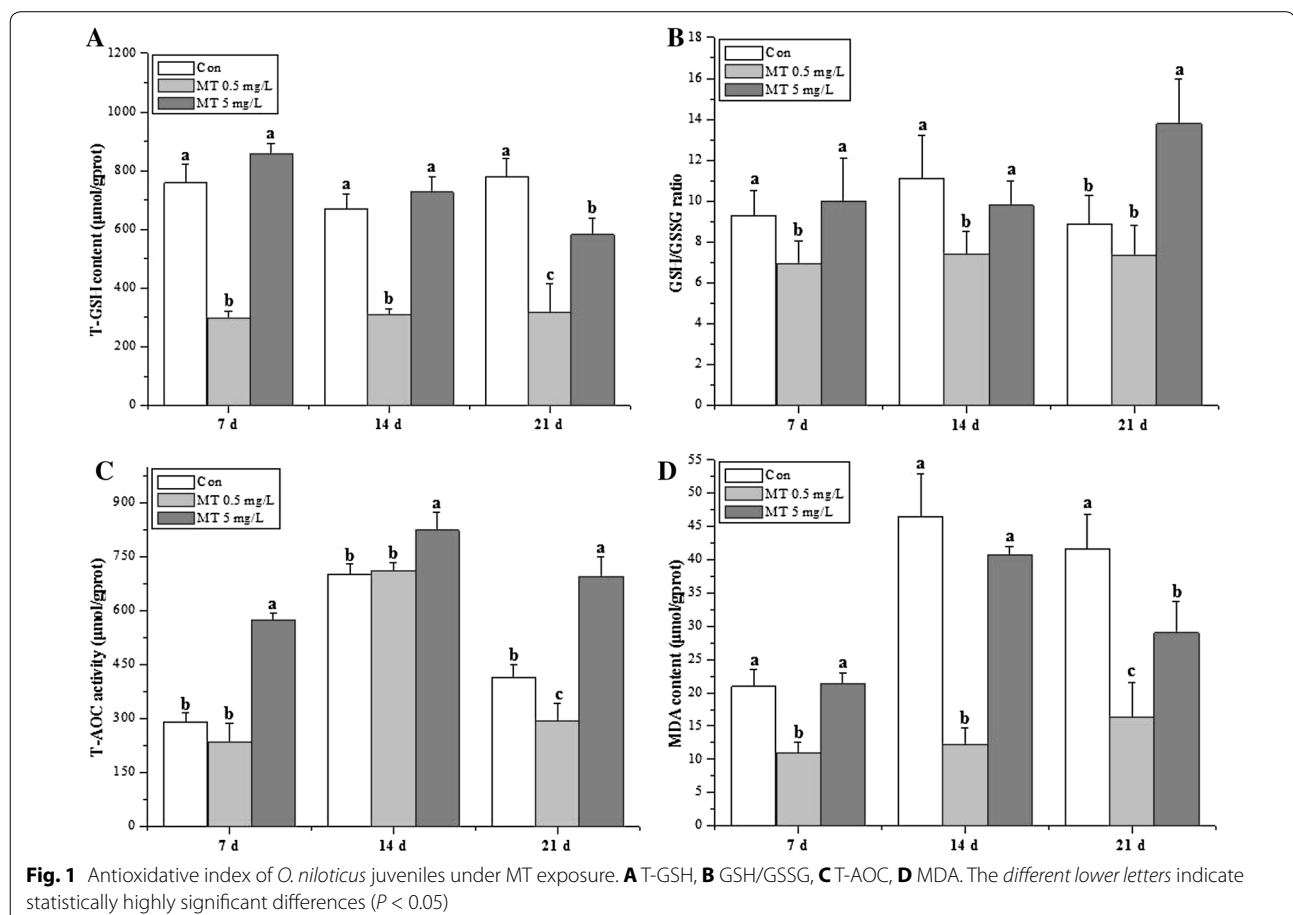 A
1200
1000
800
600
400
200
0
T-GSH content (μmol/gprot)
Con
MT 0.5 mg/L
MT 5 mg/L
a
b
a
a
b
a
a
c
b
7 d 14 d 21 d
B
18
16
14
12
10
8
6
4
2
0
GSH/GSSG ratio
Con
MT 0.5 mg/L
MT 5 mg/L
a
b
a
a
b
a
b
b
a
7 d 14 d 21 d
C
900
750
600
450
300
150
0
T-AOC activity (μmol/gprot)
Con
MT 0.5 mg/L
MT 5 mg/L
b
b
a
b
b
a
b
c
a
7 d 14 d 21 d
D
55
50
45
40
35
30
25
20
15
10
5
0
MDA content (μmol/gprot)
Con
MT 0.5 mg/L
MT 5 mg/L
a
b
a
a
b
a
a
c
b
7 d 14 d 21 d
Fig. 1 Antioxidative index of O. niloticus juveniles under MT exposure. A T-GSH, B GSH/GSSG, C T-AOC, D MDA. The different lower letters indicate
statistically highly significant differences (P < 0.05)